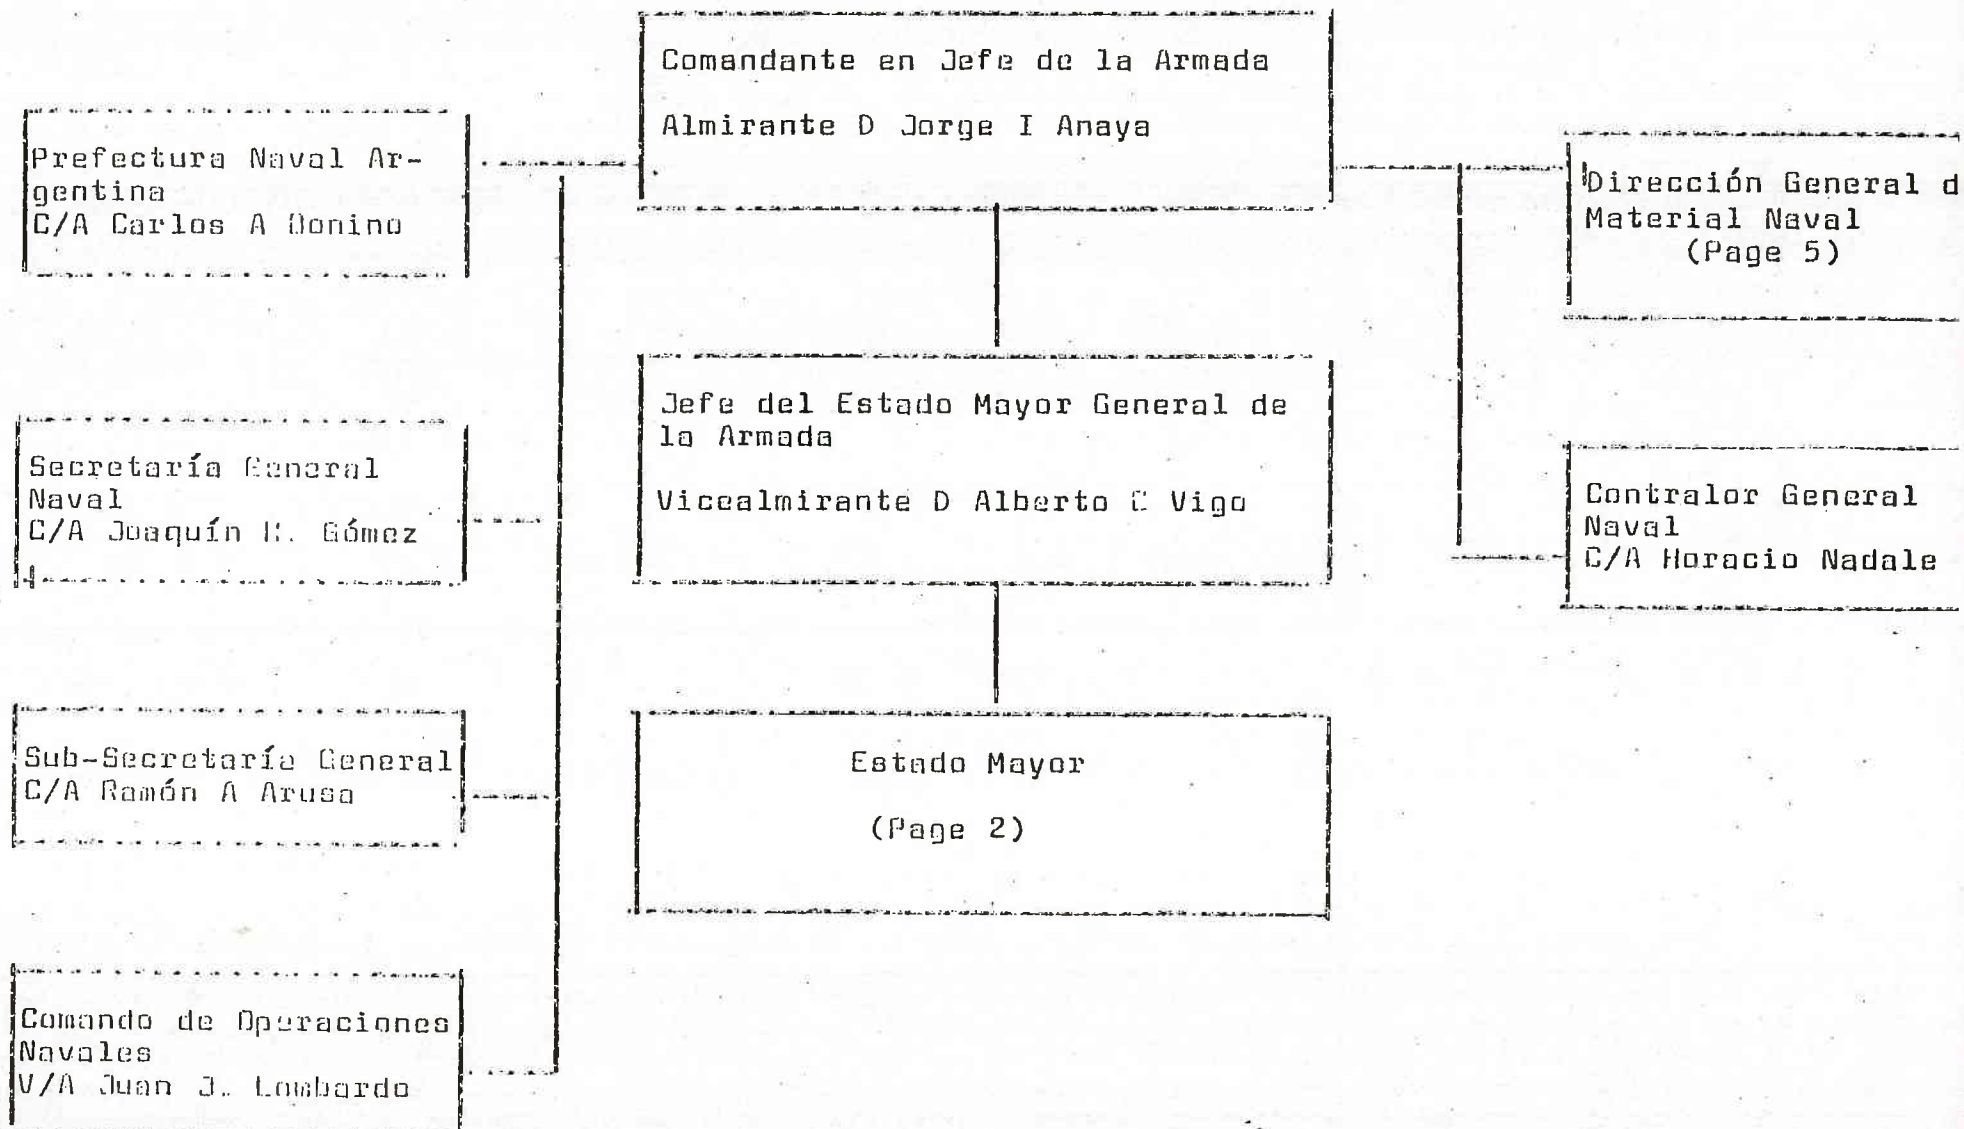 Comandante en Jefe de la Armada
Almirante D Jorge I Anaya
Prefectura Naval Ar-
gentina
C/A Carlos A
Dirección General d
Material Naval
(Page 5)
Jefe del Estado Mayor General de
la Armada
Vicealmirante D Alberto Vigo
Secretaría General
Naval
C/A Joaquín Gómez
Contralor General
Naval
C/A Horacio Nadale
Sub-Secretaría General
C/A Ramón A Arosa
Estado Mayor
(Page 2)
Comando de Operaciones
Navales
V/A Juan J. Lombardo